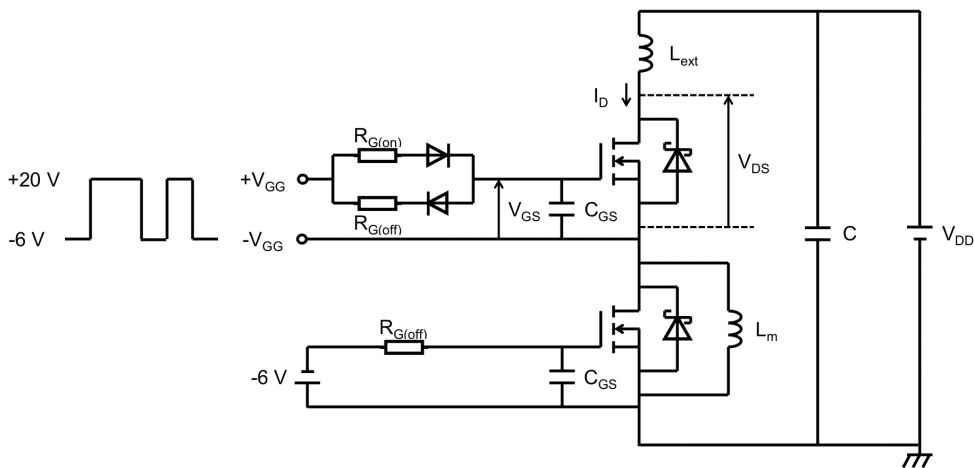 L_ext
I_D
R_G(on)
+20 V
+V_GG
V_DS
V_GS
C_GS
R_G(off)
-6 V
-V_GG
C
V_DD
R_G(off)
L_m
-6 V
C_GS